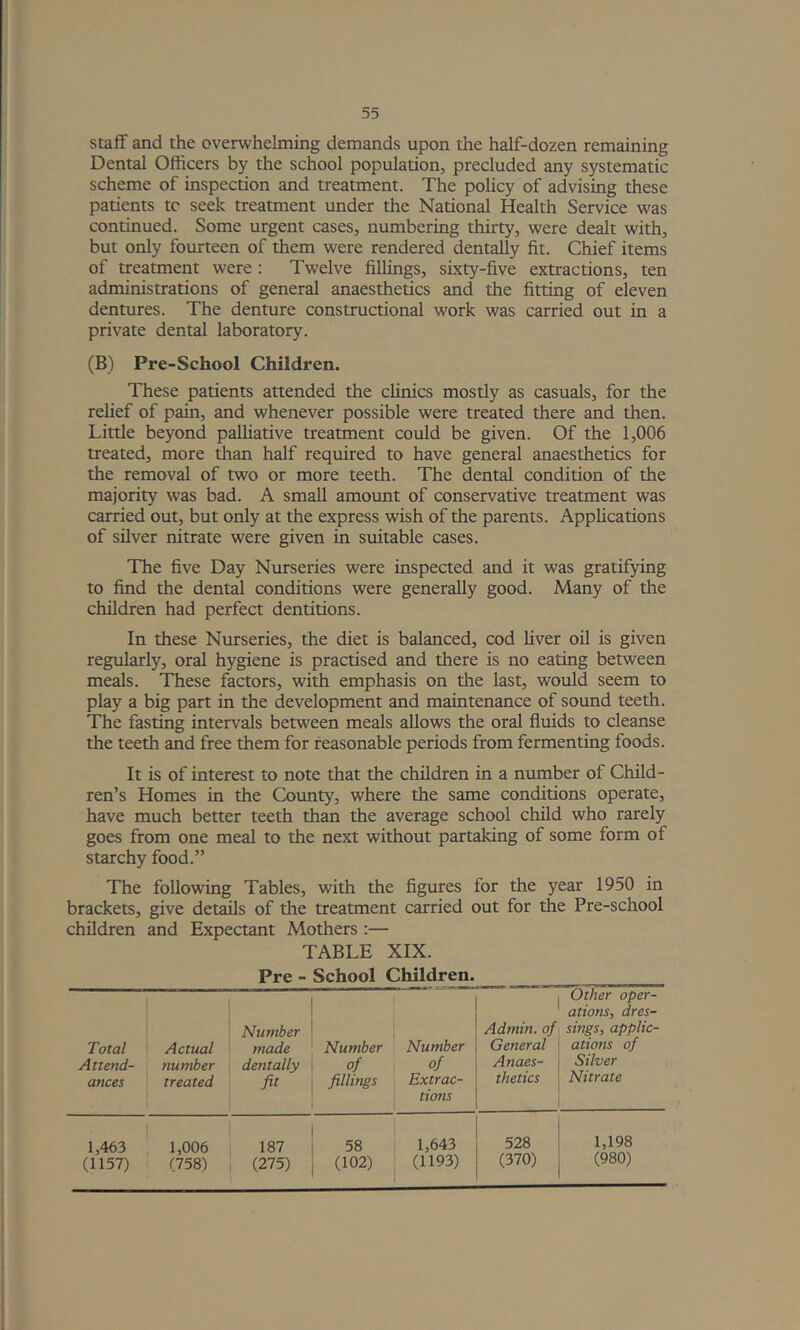 55
staff and the overwhelming demands upon the half-dozen remaining
Dental Officers by the school population, precluded any systematic
scheme of inspection and treatment. The policy of advising these
patients tc seek treatment under the National Health Service was
continued. Some urgent cases, numbering thirty, were dealt with,
but only fourteen of them were rendered dentally fit. Chief items
of treatment were : Twelve fillings, sixty-five extractions, ten
administrations of general anaesthetics and the fitting of eleven
dentures. The denture constructional work was carried out in a
private dental laboratory.
(B) Pre-School Children.
These patients attended the clinics mostly as casuals, for the
relief of pain, and whenever possible were treated there and then.
Little beyond palliative treatment could be given. Of the 1,006
treated, more than half required to have general anaesthetics for
the removal of two or more teeth. The dental condition of the
majority was bad. A small amount of conservative treatment was
carried out, but only at the express wish of the parents. Applications
of silver nitrate were given in suitable cases.
The five Day Nurseries were inspected and it was gratifying
to find the dental conditions were generally good. Many of the
children had perfect dentitions.
In these Nurseries, the diet is balanced, cod liver oil is given
regularly, oral hygiene is practised and there is no eating between
meals. These factors, with emphasis on the last, would seem to
play a big part in the development and maintenance of sound teeth.
The fasting intervals between meals allows the oral fluids to cleanse
the teeth and free them for reasonable periods from fermenting foods.
It is of interest to note that the children in a number of Child-
ren's Homes in the County, where the same conditions operate,
have much better teeth than the average school child who rarely
goes from one meal to the next without partaking of some form of
starchy food.”
The following Tables, with the figures for the year 1950 in
brackets, give details of the treatment carried out for the Pre-school
children and Expectant Mothers :—
TABLE XIX.
Pre - School Children.
Total Attend- ances | Actual number treated | Number made dentally fit | Number of fillings | Number of Extrac- tions | Admin. of General Anaes- thetics | Other oper- ations, dres- sings, applic- ations of Silver Nitrate
1,463 | 1,006 | 187 | 58 | 1,643 | 528 | 1,198
(1157) | (758) | (275) | (102) | (1193) | (370) | (980)